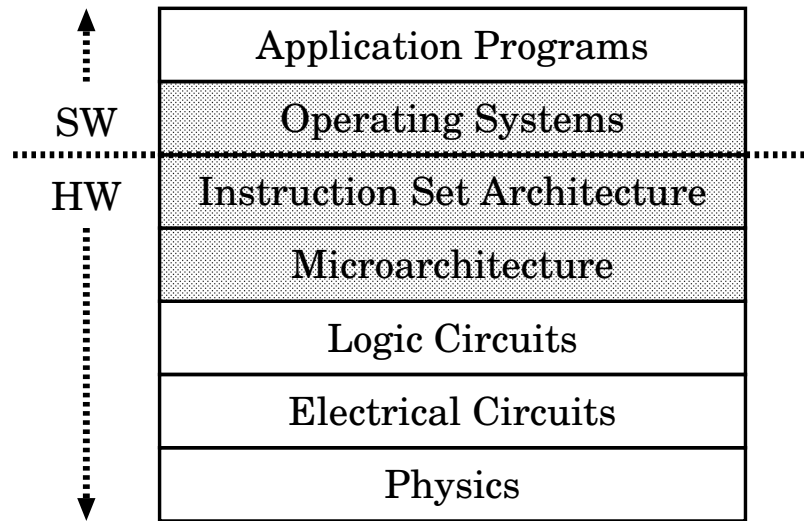 Application Programs
SW
Operating Systems
HW
Instruction Set Architecture
Microarchitecture
Logic Circuits
Electrical Circuits
Physics